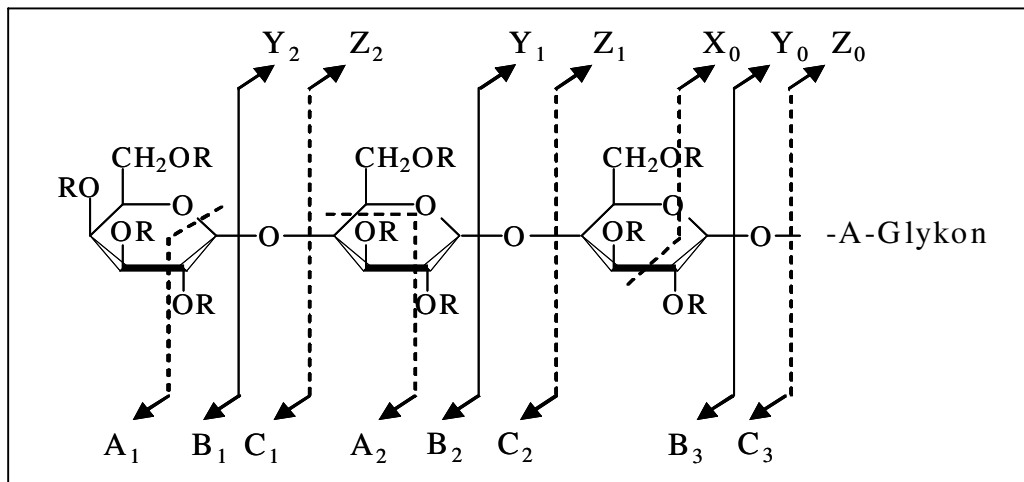 Y₂ Z₂ Y₁ Z₁ X₀ Y₀ Z₀
CH₂OR CH₂OR CH₂OR
RO O O O
OR OR OR
O O O -A-Glykon
OR OR OR
A₁ B₁ C₁ A₂ B₂ C₂ B₃ C₃